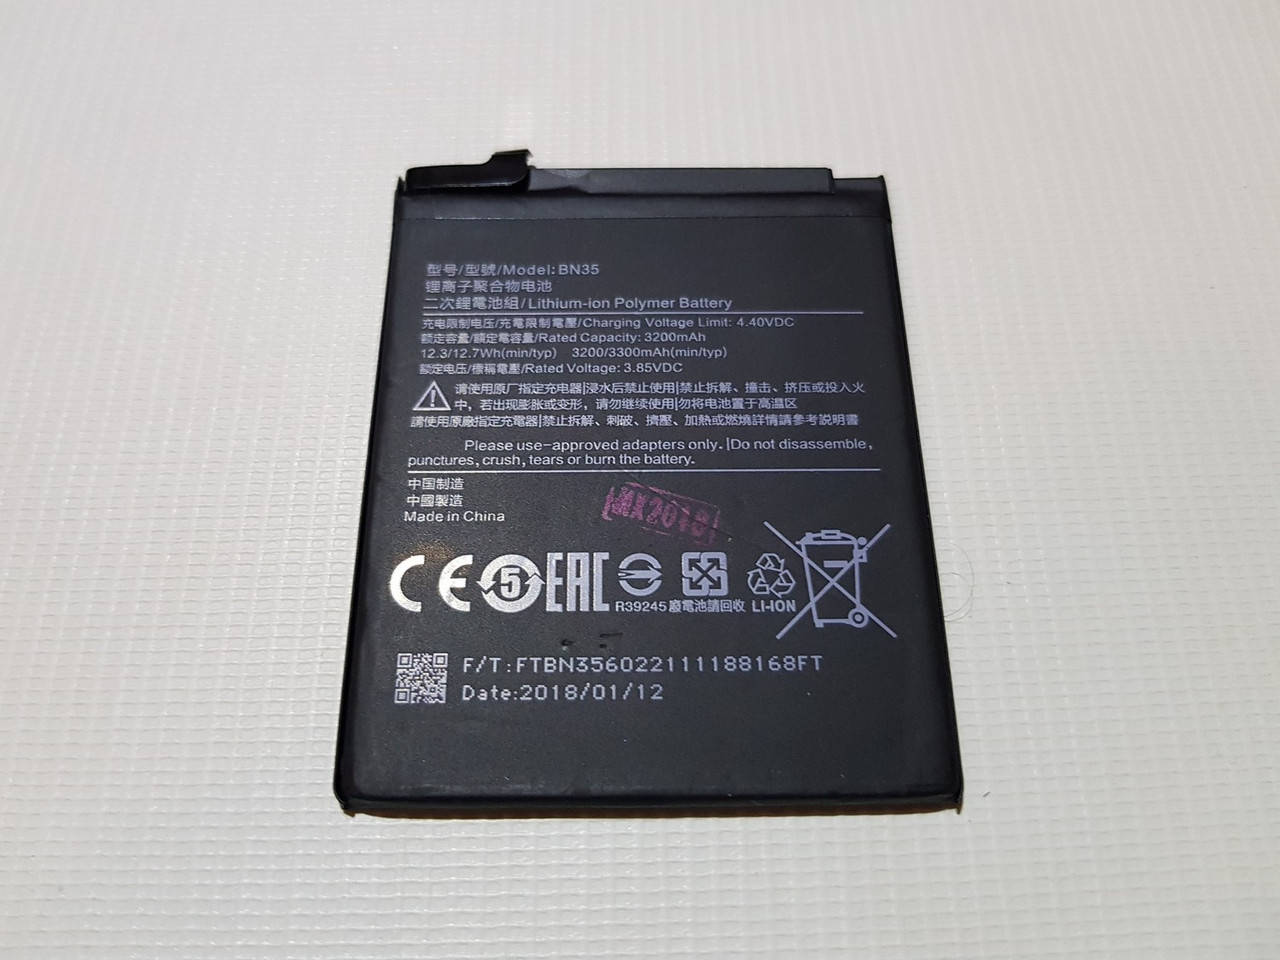 型号/型號/Model: BN35
锂离子聚合物电池
二次鋰電池組/Lithium-ion Polymer Battery
充电限制电压/充電限制電壓/Charging Voltage Limit: 4.40VDC
额定容量/額定電容量/Rated Capacity: 3200mAh
12.3/12.7Wh(min/typ) 3200/3300mAh(min/typ)
额定电压/標稱電壓/Rated Voltage: 3.85VDC
请使用原厂指定充电器|浸水后禁止使用|禁止拆解、撞击、挤压或投入火
中，若出现膨胀或变形，请勿继续使用|勿将电池置于高温区
請使用原廠指定充電器|禁止拆解、刺破、擠壓、加熱或燃燒詳情請參考說明書
Please use-approved adapters only. |Do not disassemble,
punctures, crush, tears or burn the battery.
中国制造
中國製造
Made in China
MX2018
CE 5 EAC
R39245 廢電池請回收 LI-ION
F/T:FTBN356022111188168FT
Date:2018/01/12